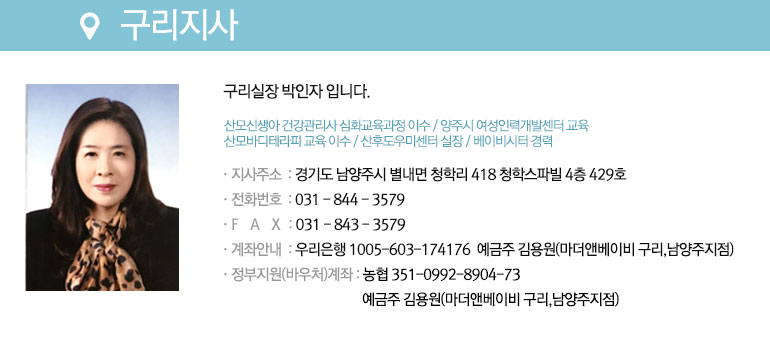 구리지사
구리실장 박인자 입니다.
산모신생아 건강관리사 심화교육과정 이수 / 양주시 여성인력개발센터 교육
산모바디테라피 교육 이수 / 산후도우미센터 실장 / 베이비시터 경력
· 지사주소 : 경기도 남양주시 별내면 청학리 418 청학스파빌 4층 429호
· 전화번호 : 031 - 844 - 3579
· F A X : 031 - 843 - 3579
· 계좌안내 : 우리은행 1005-603-174176 예금주 김용원(마더앤베이비 구리,남양주지점)
· 정부지원(바우처)계좌 : 농협 351-0992-8904-73
예금주 김용원(마더앤베이비 구리,남양주지점)